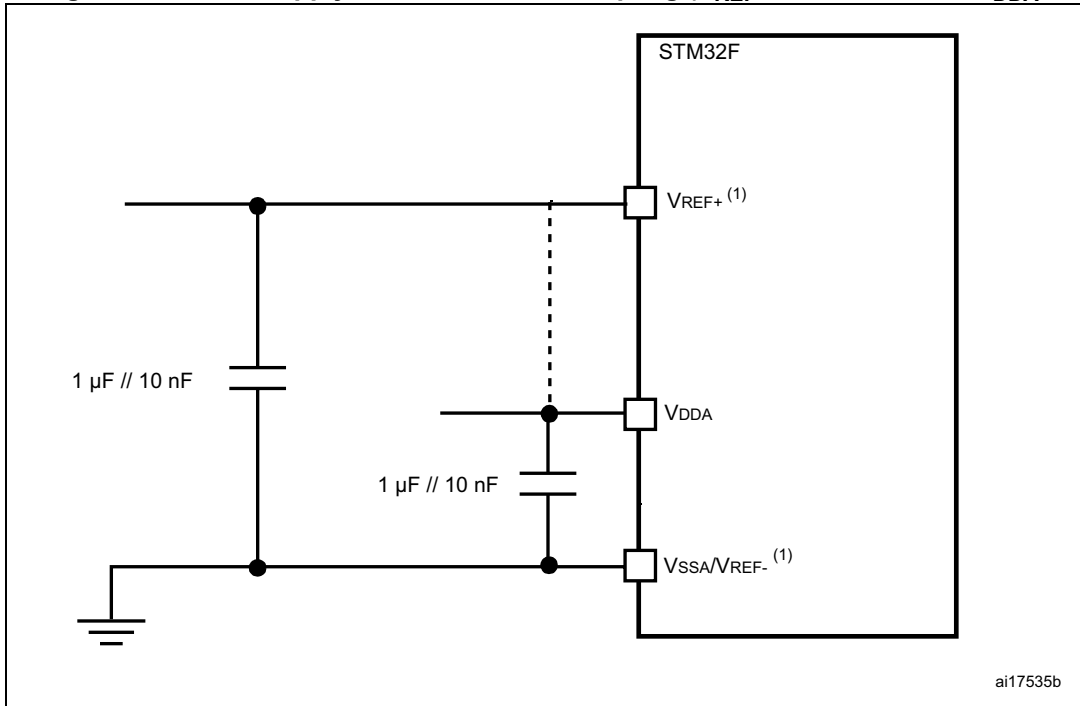 STM32F
VREF+ (1)
1 µF // 10 nF
VDDA
1 µF // 10 nF
VSSA/VREF- (1)
ai17535b